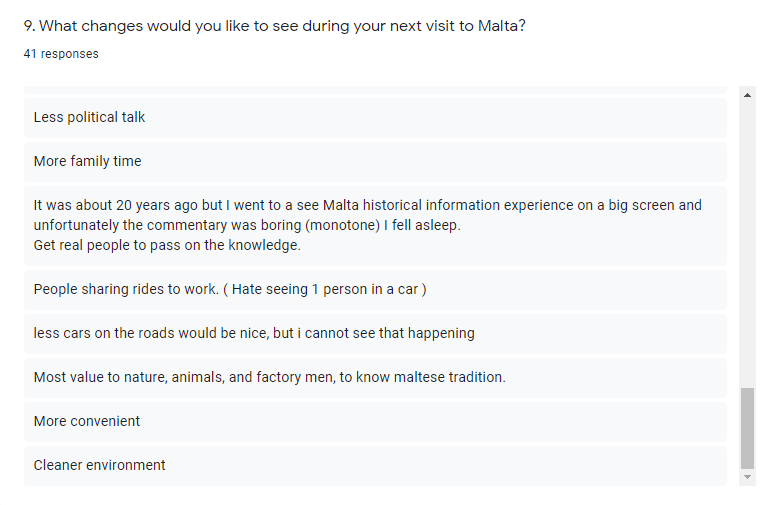 9. What changes would you like to see during your next visit to Malta?
41 responses
Less political talk
More family time
It was about 20 years ago but I went to a see Malta historical information experience on a big screen and
unfortunately the commentary was boring (monotone) I fell asleep.
Get real people to pass on the knowledge.
People sharing rides to work. ( Hate seeing 1 person in a car )
less cars on the roads would be nice, but i cannot see that happening
Most value to nature, animals, and factory men, to know maltese tradition.
More convenient
Cleaner environment